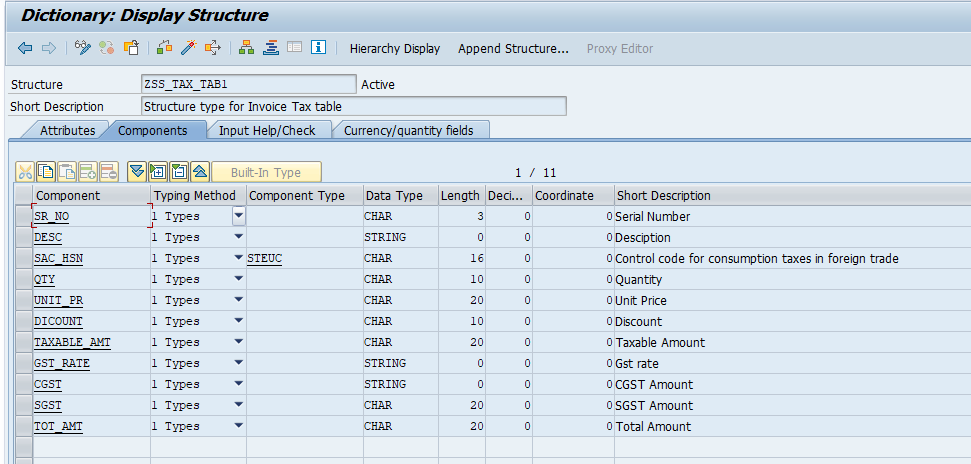 Dictionary: Display Structure
Hierarchy Display Append Structure... Proxy Editor
Structure ZSS_TAX_TAB1 Active
Short Description Structure type for Invoice Tax table
Attributes Components Input Help/Check Currency/quantity fields
Built-In Type 1 / 11
Component Typing Method Component Type Data Type Length Deci... Coordinate Short Description
SR_NO 1 Types CHAR 3 0 0 Serial Number
DESC 1 Types STRING 0 0 0 Desciption
SAC_HSN 1 Types STEUC CHAR 16 0 0 Control code for consumption taxes in foreign trade
QTY 1 Types CHAR 10 0 0 Quantity
UNIT_PR 1 Types CHAR 20 0 0 Unit Price
DICOUNT 1 Types CHAR 10 0 0 Discount
TAXABLE_AMT 1 Types CHAR 20 0 0 Taxable Amount
GST_RATE 1 Types STRING 0 0 0 Gst rate
CGST 1 Types STRING 0 0 0 CGST Amount
SGST 1 Types CHAR 20 0 0 SGST Amount
TOT_AMT 1 Types CHAR 20 0 0 Total Amount